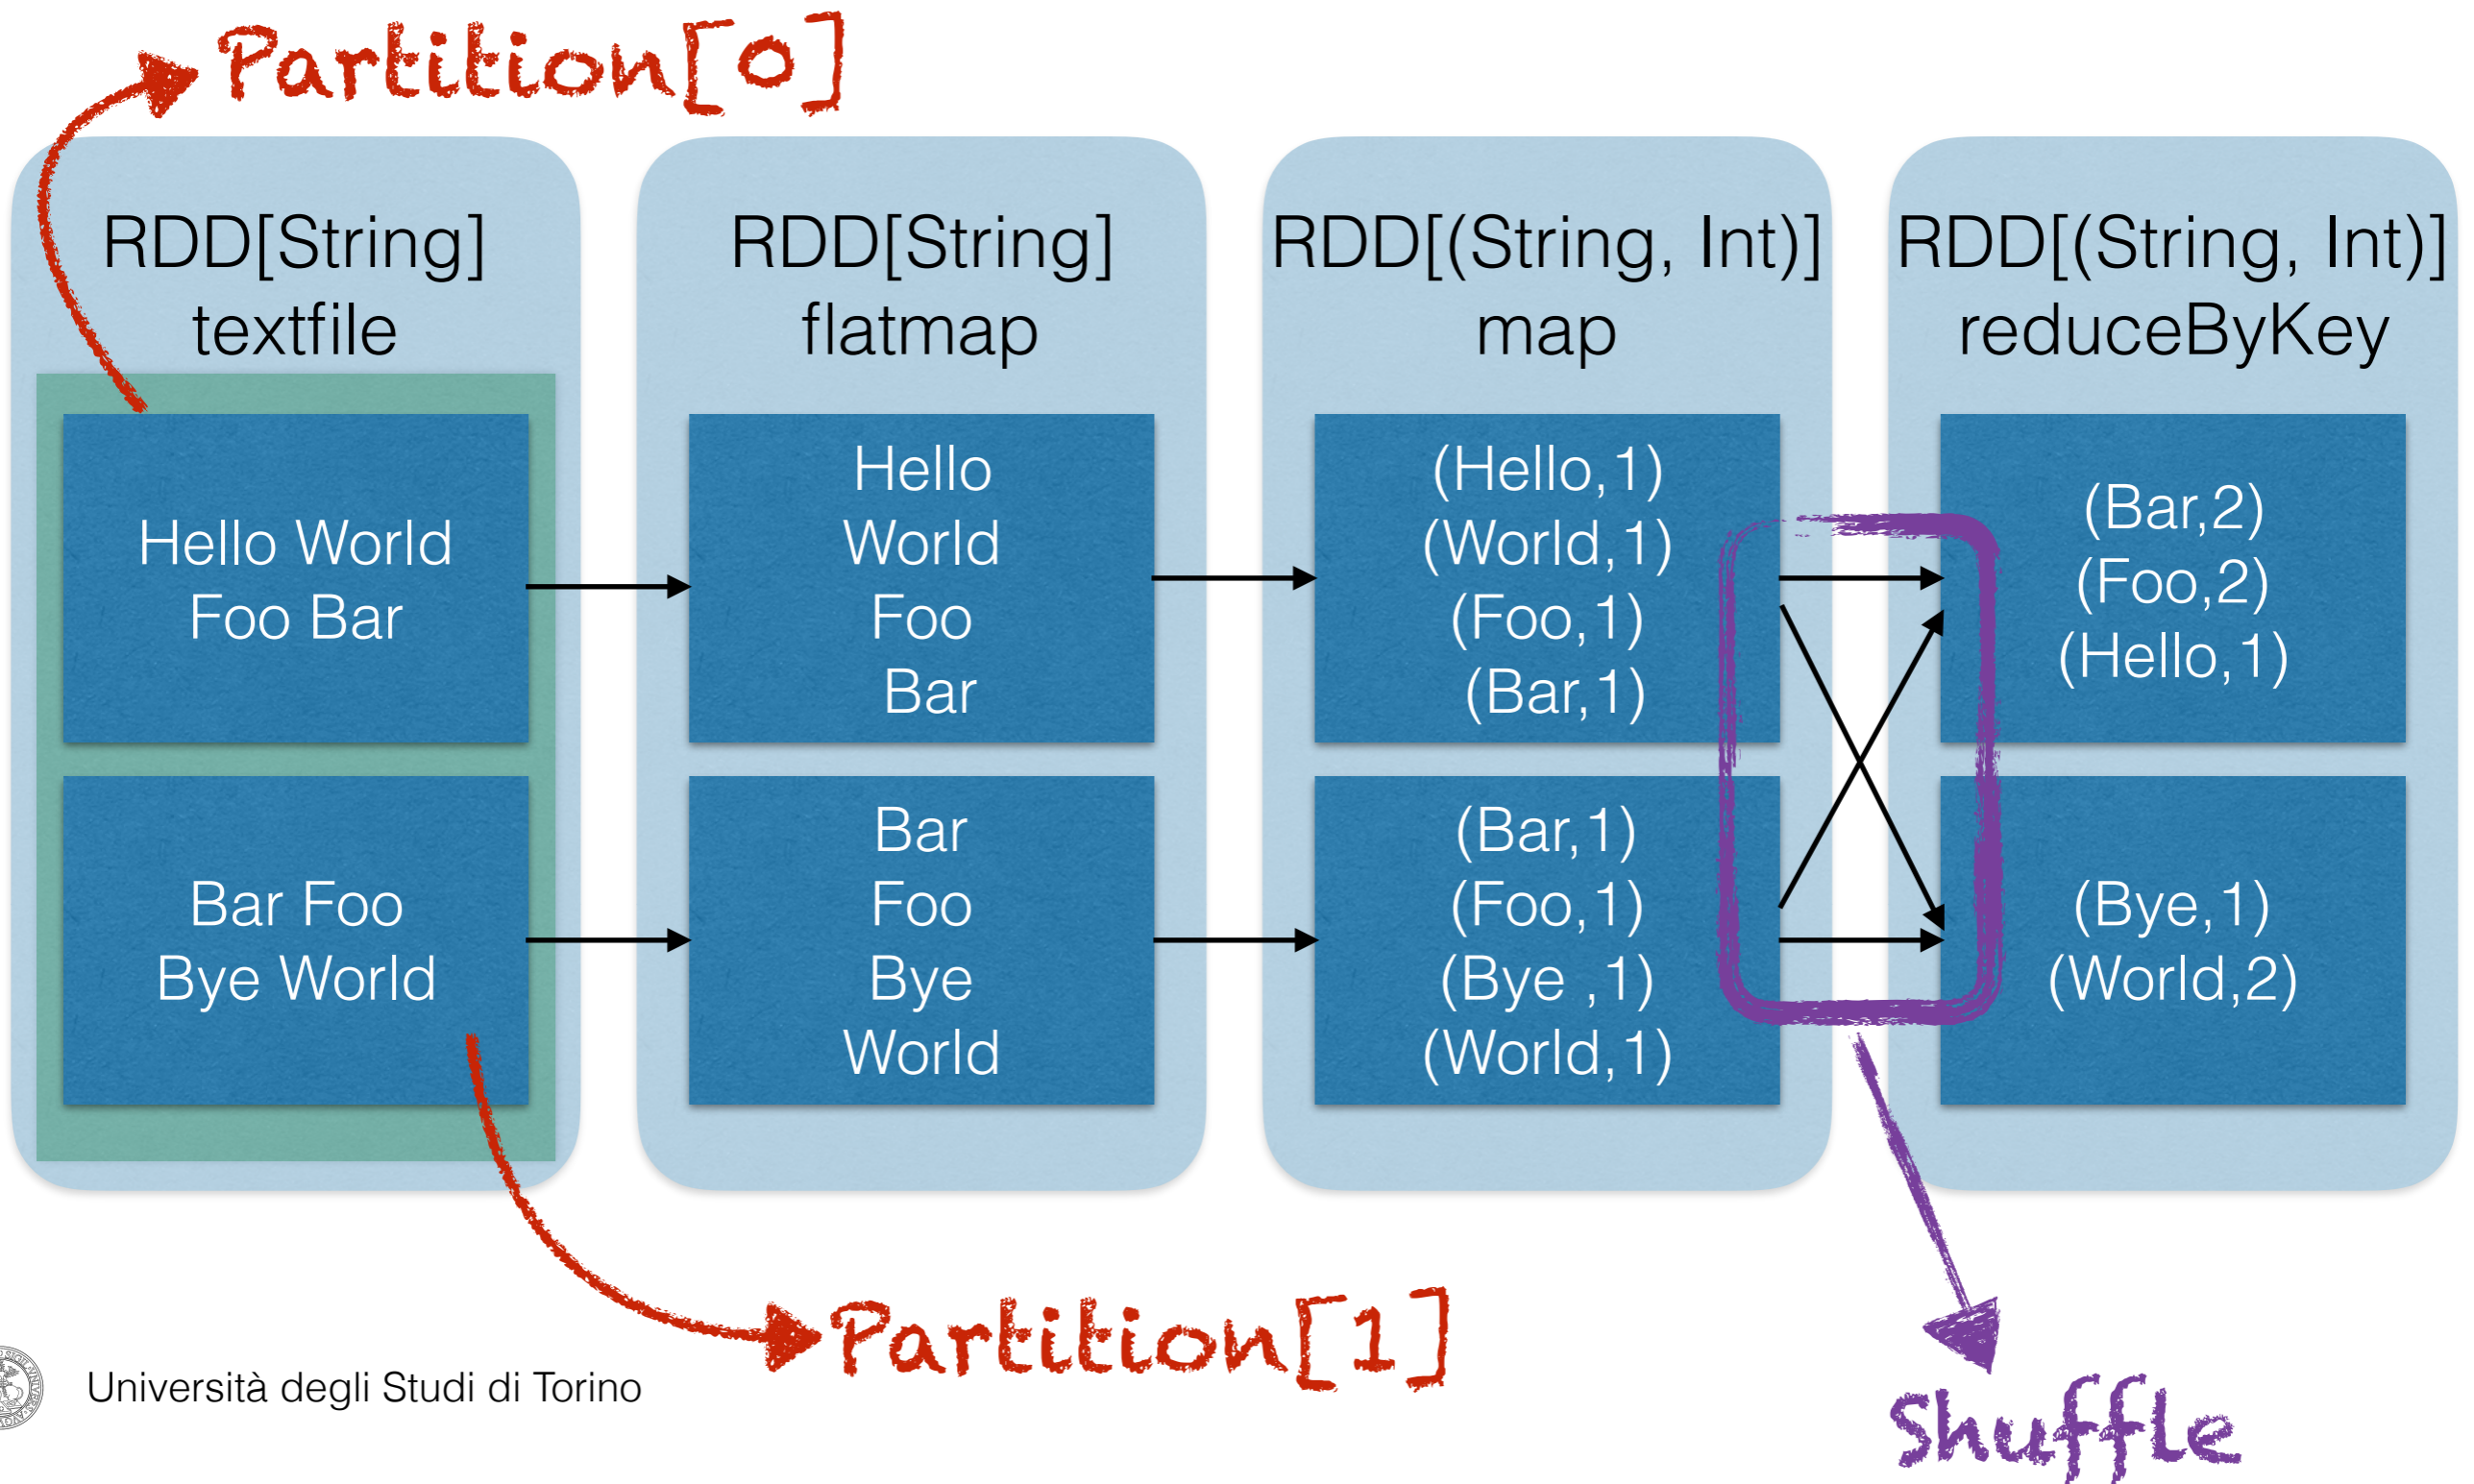 Partition[0]
RDD[String]
textfile
Hello World
Foo Bar
Bar Foo
Bye World
RDD[String]
flatmap
Hello
World
Foo
Bar
Bar
Foo
Bye
World
RDD[(String, Int)]
map
(Hello,1)
(World,1)
(Foo,1)
(Bar,1)
(Bar,1)
(Foo,1)
(Bye ,1)
(World,1)
RDD[(String, Int)]
reduceByKey
(Bar,2)
(Foo,2)
(Hello,1)
(Bye,1)
(World,2)
Partition[1]
Shuffle
Università degli Studi di Torino